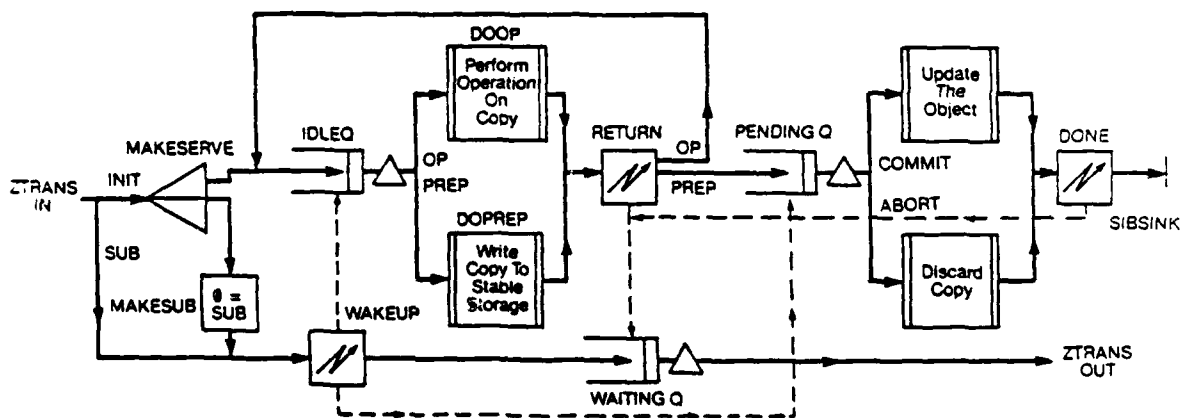 DOOP
Perform
Operation
On
Copy
Update
The
Object
MAKESERVE
IDLEQ
RETURN
OP
PENDING Q
DONE
ZTRANS
IN
INIT
OP
PREP
PREP
COMMIT
ABORT
SIBSINK
SUB
DOPREP
Write
Copy To
Stable
Storage
Discard
Copy
MAKESUB
θ =
SUB
WAKEUP
WAITING Q
ZTRANS
OUT